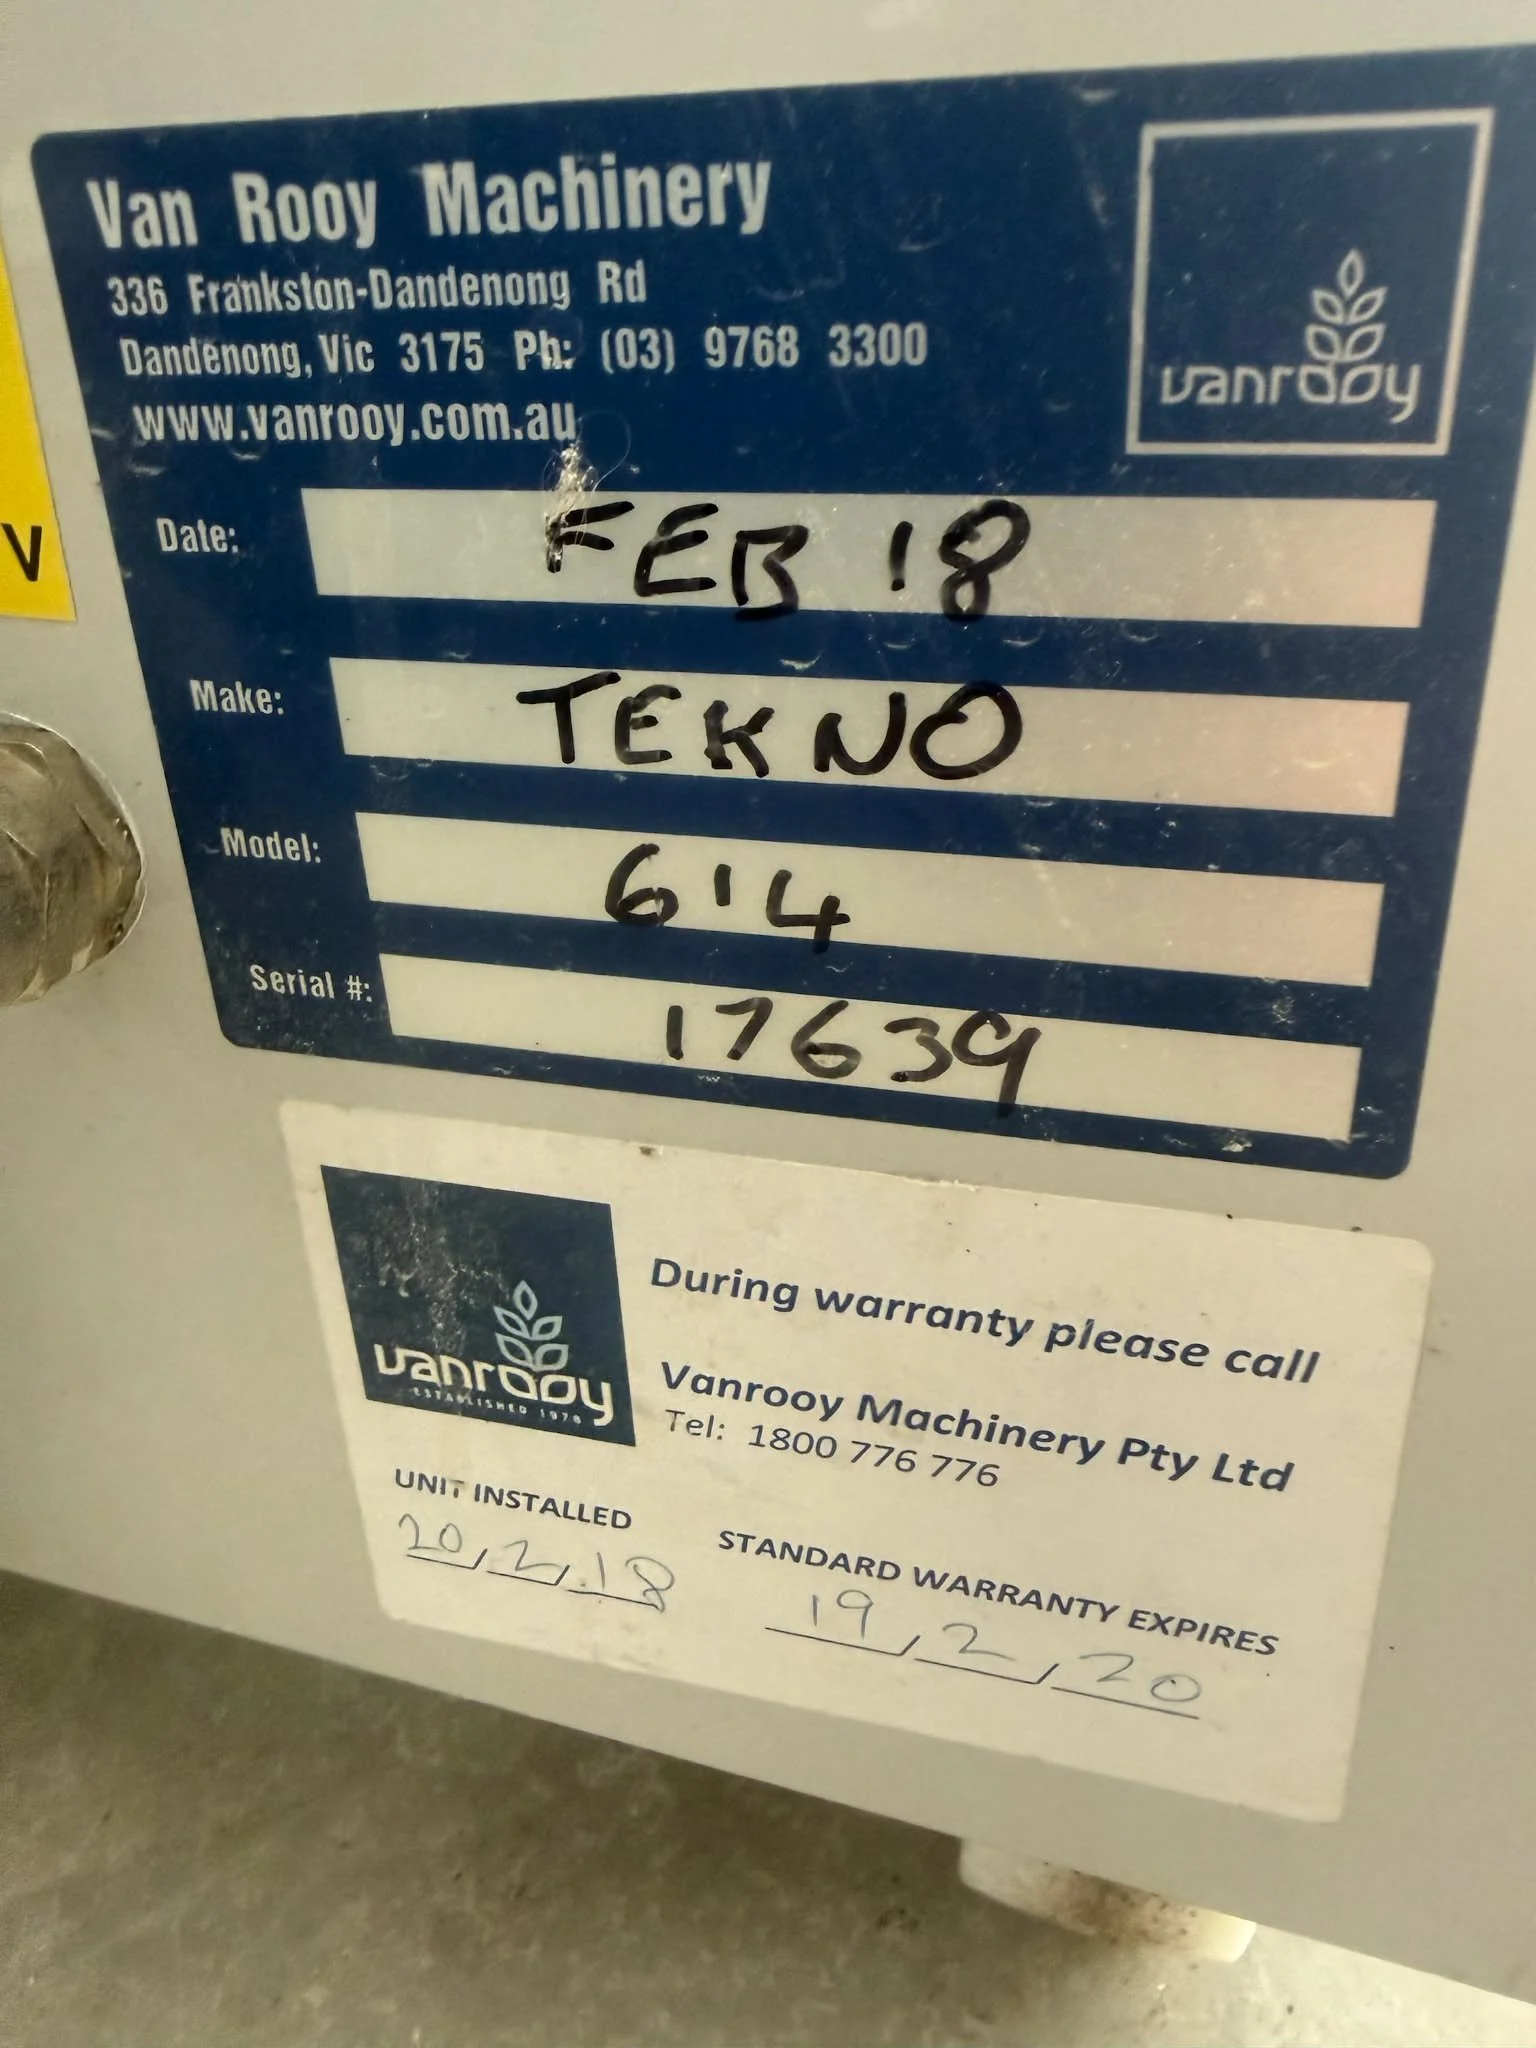 Van Rooy Machinery
336 Frankston-Dandenong Rd
Dandenong, Vic 3175 Ph: (03) 9768 3300
www.vanrooy.com.au
vanrooy
V
Date: FEB 18
Make: TEKNO
Model: 6'4
Serial #: 17639
vanrooy
ESTABLISHED 1978
During warranty please call
Vanrooy Machinery Pty Ltd
Tel: 1800 776 776
UNIT INSTALLED
20/2/.18
STANDARD WARRANTY EXPIRES
19/2/20